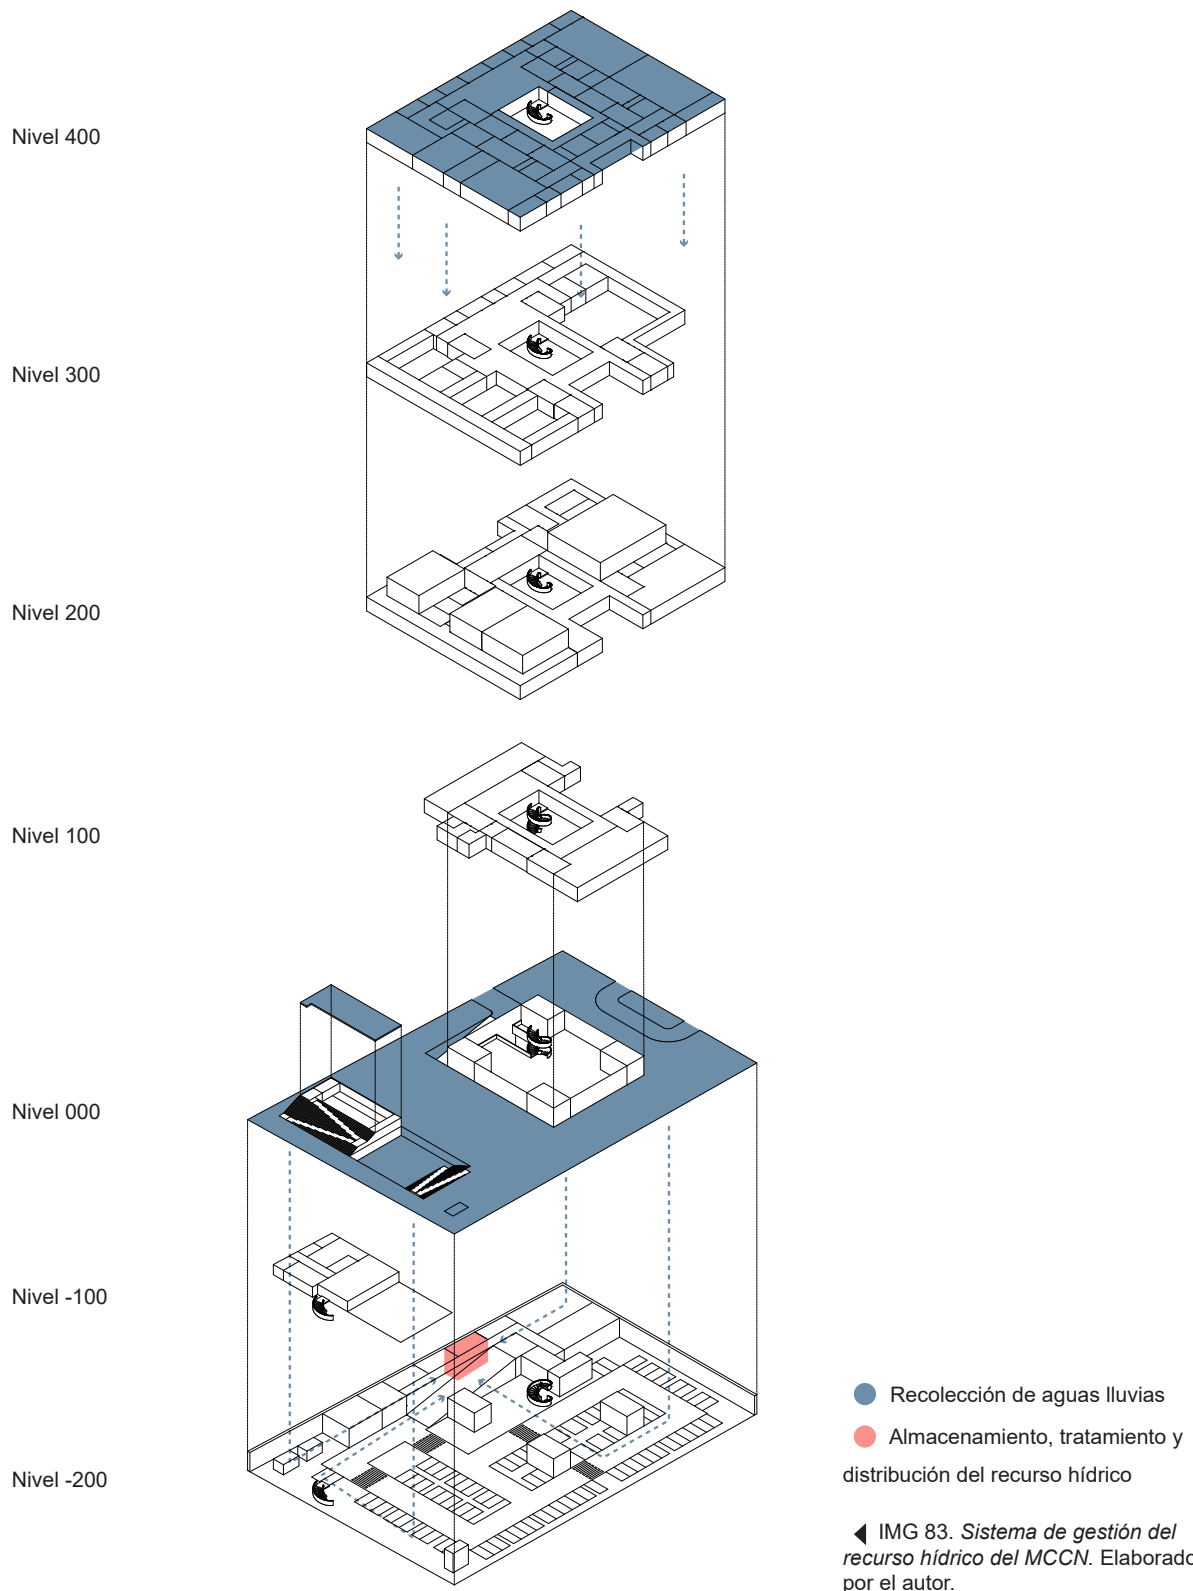 Nivel 400
Nivel 300
Nivel 200
Nivel 100
Nivel 000
Nivel -100
Nivel -200
Recolección de aguas lluvias
Almacenamiento, tratamiento y
distribución del recurso hídrico
IMG 83. Sistema de gestión del
recurso hídrico del MCCN. Elaborado
por el autor.